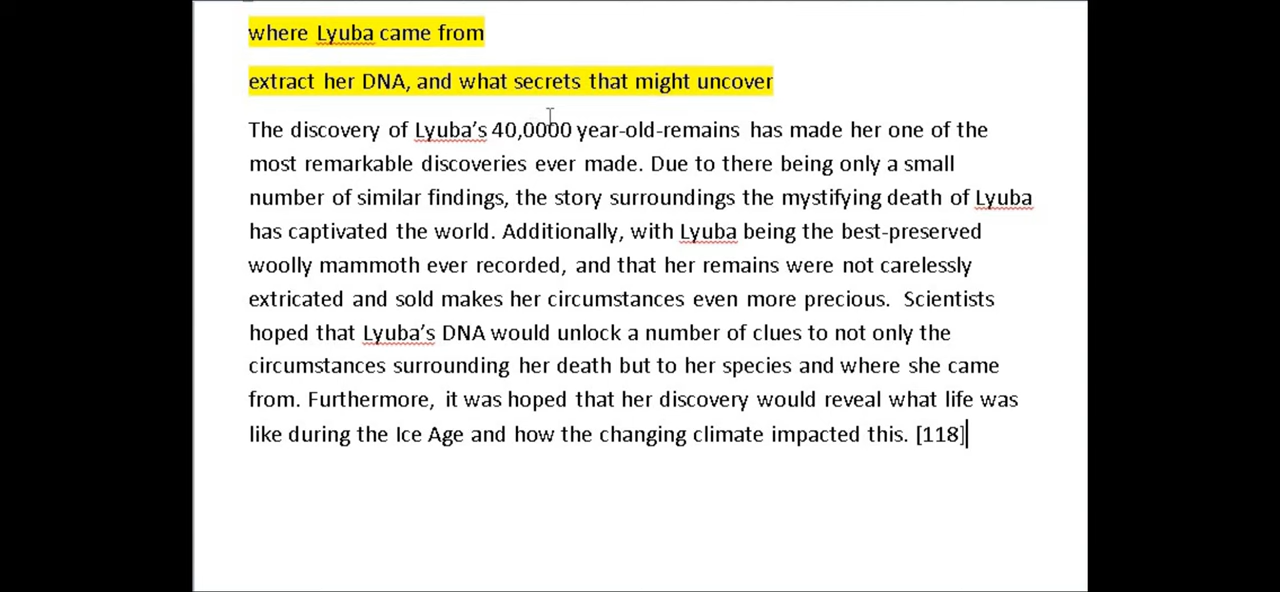 where Lyuba came from
extract her DNA, and what secrets that might uncover
The discovery of Lyuba’s 40,0000 year-old-remains has made her one of the
most remarkable discoveries ever made. Due to there being only a small
number of similar findings, the story surroundings the mystifying death of Lyuba
has captivated the world. Additionally, with Lyuba being the best-preserved
woolly mammoth ever recorded, and that her remains were not carelessly
extricated and sold makes her circumstances even more precious.  Scientists
hoped that Lyuba’s DNA would unlock a number of clues to not only the
circumstances surrounding her death but to her species and where she came
from. Furthermore, it was hoped that her discovery would reveal what life was
like during the Ice Age and how the changing climate impacted this. [118]